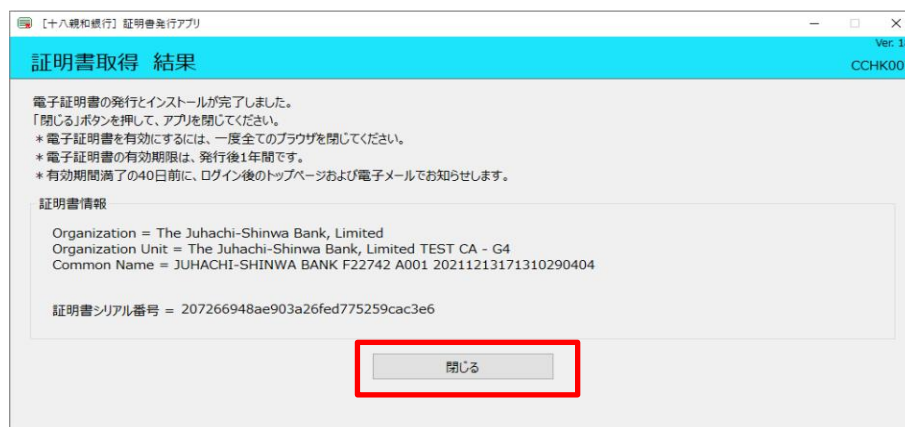 [十八親和銀行] 証明書発行アプリ
Ver. 1
証明書取得 結果
CCHK00
電子証明書の発行とインストールが完了しました。
「閉じる」ボタンを押して、アプリを閉じてください。
*電子証明書を有効にするには、一度全てのブラウザを閉じてください。
*電子証明書の有効期限は、発行後1年間です。
*有効期間満了の40日前に、ログイン後のトップページおよび電子メールでお知らせします。
証明書情報
Organization = The Juhachi-Shinwa Bank, Limited
Organization Unit = The Juhachi-Shinwa Bank, Limited TEST CA - G4
Common Name = JUHACHI-SHINWA BANK F22742 A001 20211213171310290404
証明書シリアル番号 = 207266948ae903a26fed775259cac3e6
閉じる